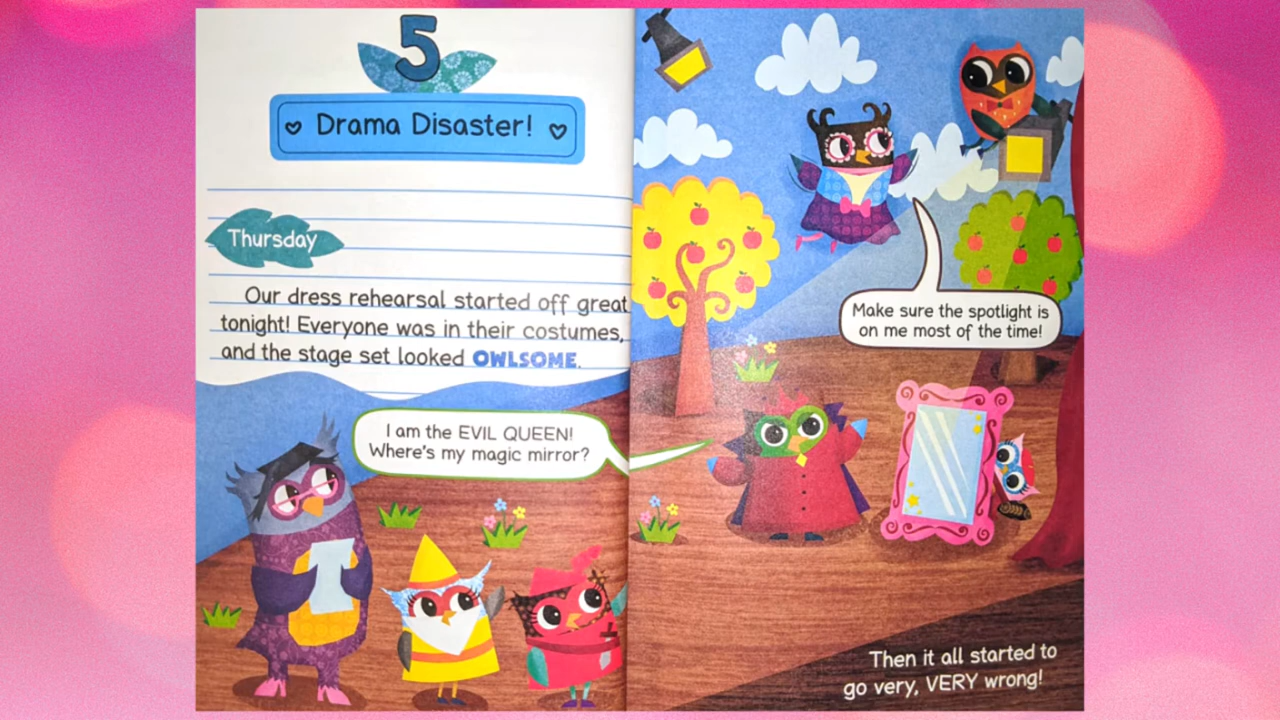 5
Drama Disaster!
Thursday
Our dress rehearsal started off great
tonight! Everyone was in their costumes,
and the stage set looked OWLSOME.
I am the EVIL QUEEN!
Where's my magic mirror?
Make sure the spotlight is
on me most of the time!
Then it all started to
go very, VERY wrong!